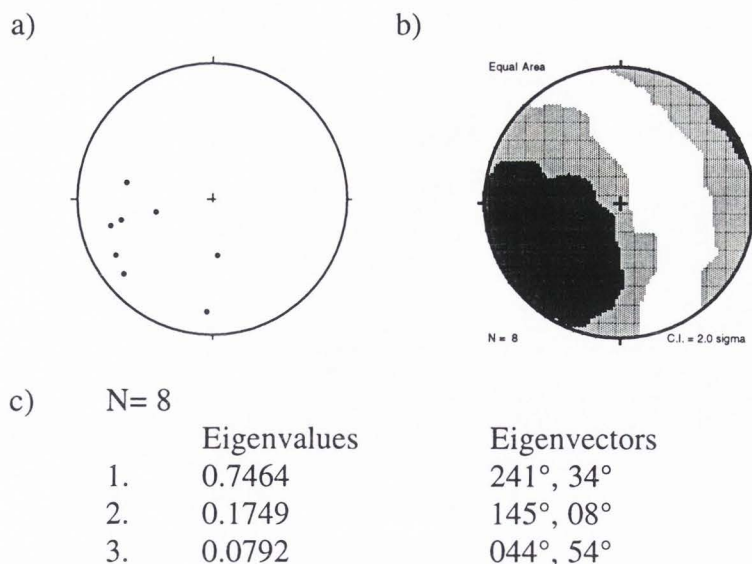 a)
b)
Equal Area
N = 8
C.I. = 2.0 sigma
c) N= 8
Eigenvalues Eigenvectors
1. 0.7464 241°, 34°
2. 0.1749 145°, 08°
3. 0.0792 044°, 54°